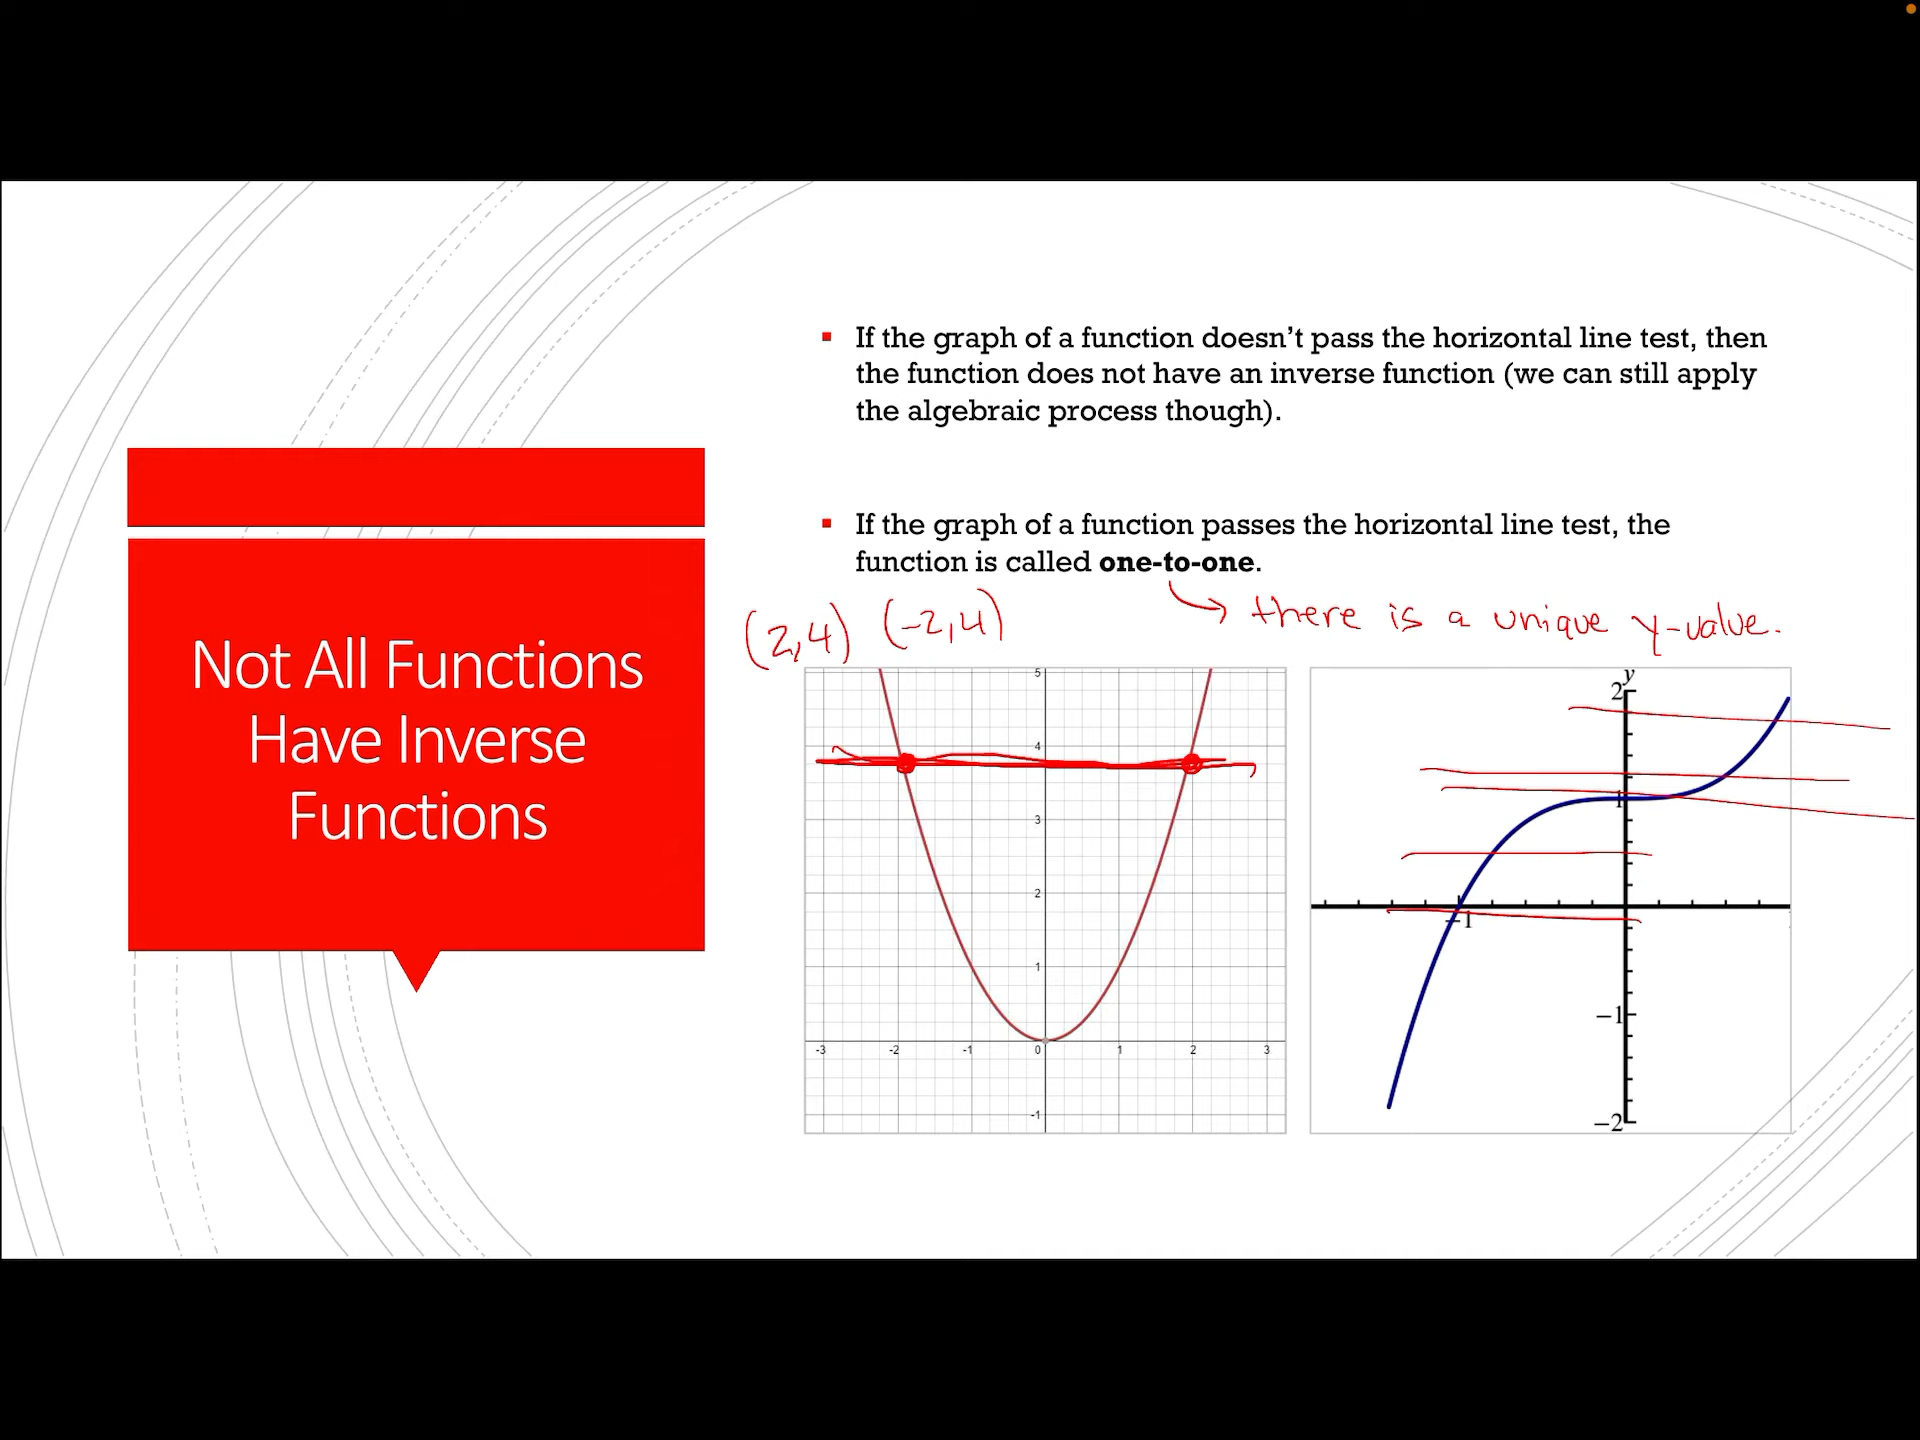 Not All Functions
Have Inverse
Functions
▪ If the graph of a function doesn’t pass the horizontal line test, then
the function does not have an inverse function (we can still apply
the algebraic process though).
▪ If the graph of a function passes the horizontal line test, the
function is called one-to-one.
→ there is a unique y-value.
(2,4) (-2,4)
5
4
3
2
1
-3 -2 -1 0 1 2 3
-1
y
2
1
−1
−1
−2